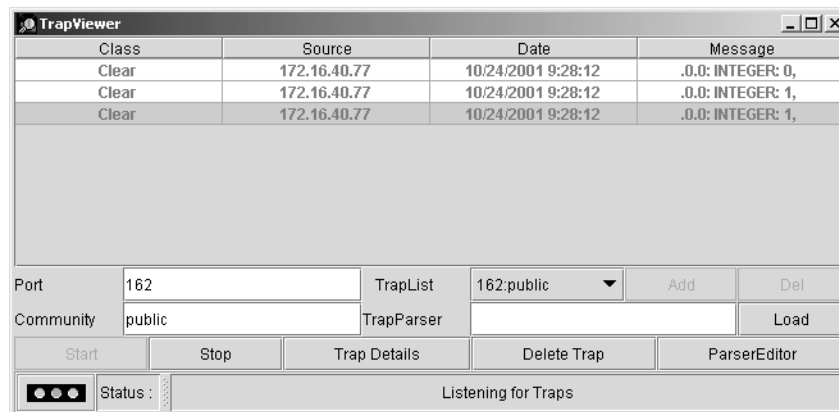 TrapViewer
Class Source Date Message
Clear 172.16.40.77 10/24/2001 9:28:12 .0.0: INTEGER: 0,
Clear 172.16.40.77 10/24/2001 9:28:12 .0.0: INTEGER: 1,
Clear 172.16.40.77 10/24/2001 9:28:12 .0.0: INTEGER: 1,
Port 162 TrapList 162:public Add Del
Community public TrapParser Load
Start Stop Trap Details Delete Trap ParserEditor
Status : Listening for Traps